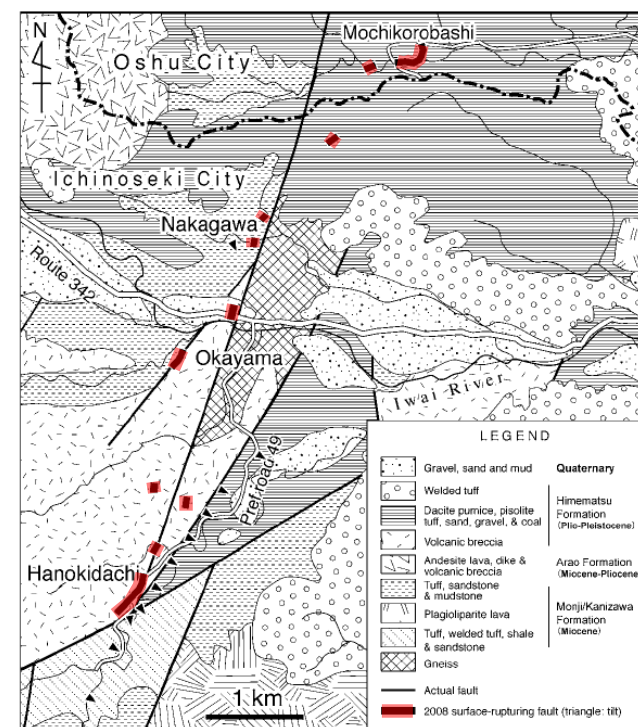 N
Mochikorobashi
Oshu City
Ichinoseki City
Nakagawa
Route 342
Okayama
Iwai River
Pref road 49
Hanokidachi
1 km
LEGEND
Gravel, sand and mud Quaternary
Welded tuff
Dacite pumice, pisolite
tuff, sand, gravel, & coal
Himematsu
Formation
(Plio-Pleistocene)
Volcanic breccia
Andesite lava, dike &
volcanic breccia
Arao Formation
(Miocene-Pliocene
Tuff, sandstone
& mudstone
Plagioliparite lava
Monji/Kanizawa
Formation
(Miocene)
Tuff, welded tuff, shale
& sandstone
Gneiss
Actual fault
2008 surface-rupturing fault (triangle: tilt)